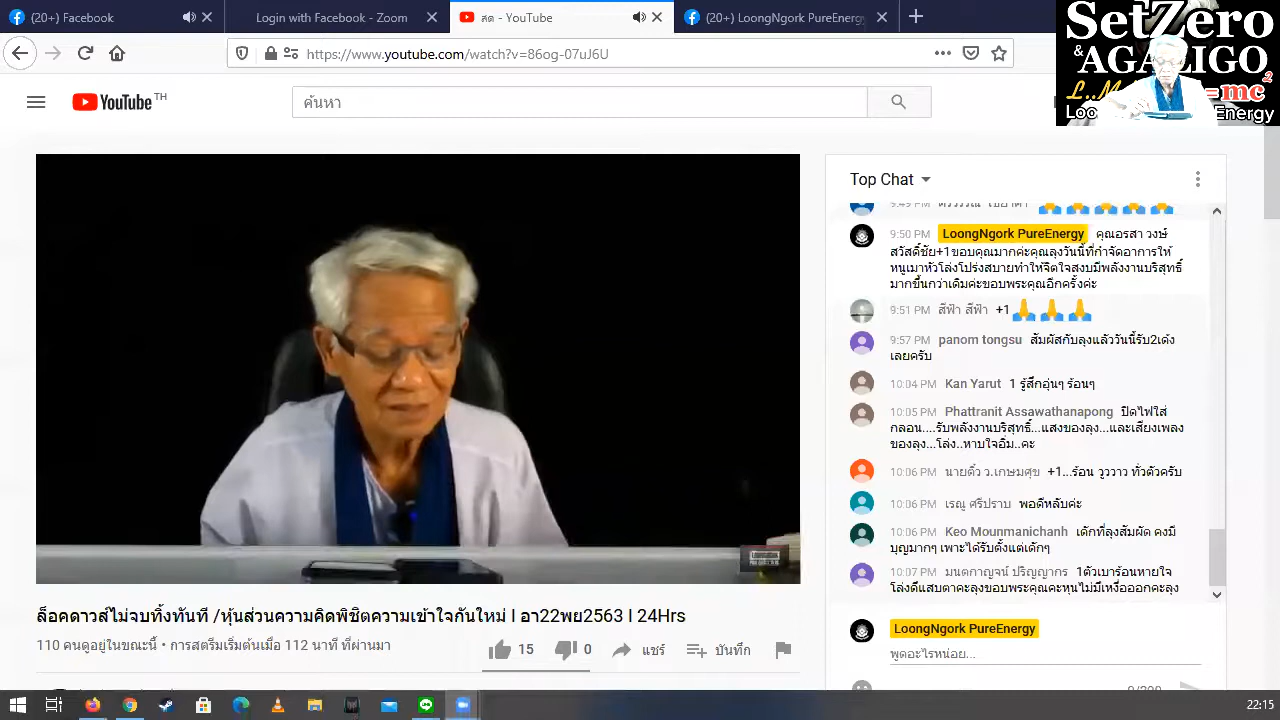 (20+) Facebook
Login with Facebook - Zoom
สด - YouTube
(20+) LoongNgork PureEnergy
SetZero
& AGALIGO
=mc2
Energy
https://www.youtube.com/watch?v=86og-07uJ6U
YouTube TH
ค้นหา
Top Chat
9:50 PM LoongNgork PureEnergy คุณอรสา วงษ์
สวัสดิ์ชัย+1ขอบคุณมากค่ะคุณลุงวันนี้ที่กำจัดอาการให้
หนูเมาหัวโล่งโปร่งสบายทำให้จิตใจสงบมีพลังงานบริสุทธิ์
มากขึ้นกว่าเดิมค่ะขอบพระคุณอีกครั้งค่ะ
9:51 PM สีฟ้า สีฟ้า +1🙏🙏🙏
9:57 PM panom tongsu สัมผัสกับลุงแล้ววันนี้รับ2เด้ง
เลยครับ
10:04 PM Kan Yarut 1 รู้สึกอุ่นๆ ร้อนๆ
10:05 PM Phattranit Assawathanapong ปิดไฟใส่
กลอน....รับพลังงานบริสุทธิ์...แสงของลุง...และเสียงเพลง
ของลุง...โล่ง..หาบใจอิ่ม..คะ
10:06 PM นายติ๋ว ว.เกษมศุข +1...ร้อน วูววาว ทั่วตัวครับ
10:06 PM เรณู ศรีปราบ พอดีหลับค่ะ
10:06 PM Keo Mounmanichanh เด้กที่ลุงสัมผัด คงมี
บุญมากๆ เพาะได้รับตั้งแต่เด้กๆ
10:07 PM มนตกาญจน์ ปริญญากร 1ตัวเบาร้อนหายใจ
โล่งดีแสบตาคะลุงขอบพระคุณคะหุนไม่มีเหงื่อออกคะลุง
LoongNgork PureEnergy
พูดอะไรหน่อย...
0/200
ล็อคดาวส์ไม่จบทิ้งทันที /หุ้นส่วนความคิดพิชิตความเข้าใจกันใหม่ I อา22พย2563 I 24Hrs
110 คนดูอยู่ในขณะนี้ • การสตรีมเริ่มต้นเมื่อ 112 นาที ที่ผ่านมา
15
0
แชร์
บันทึก
22:15